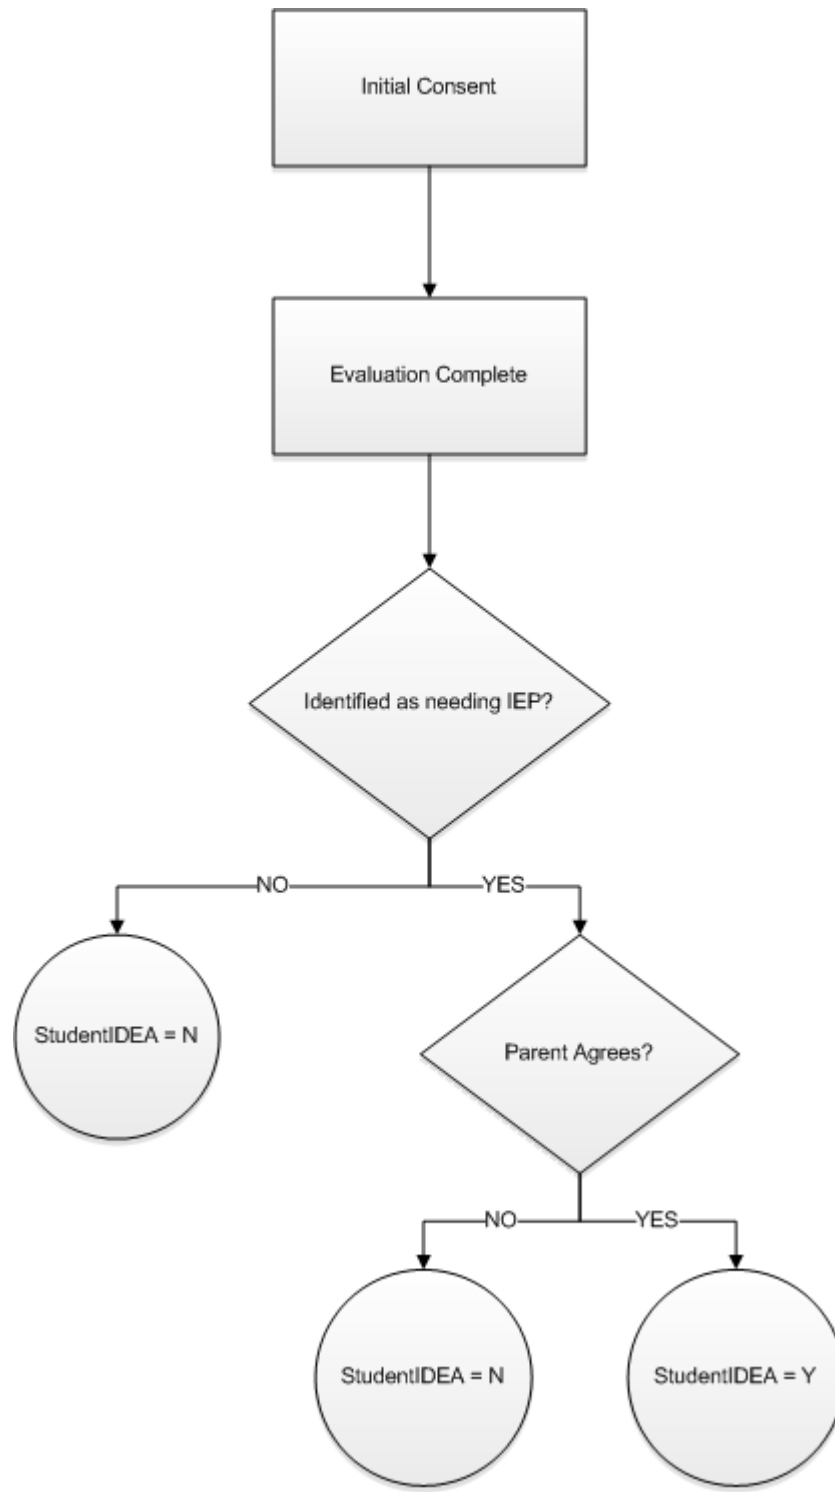 Initial Consent
Evaluation Complete
Identified as needing IEP?
NO
YES
StudentIDEA = N
Parent Agrees?
NO
YES
StudentIDEA = N
StudentIDEA = Y